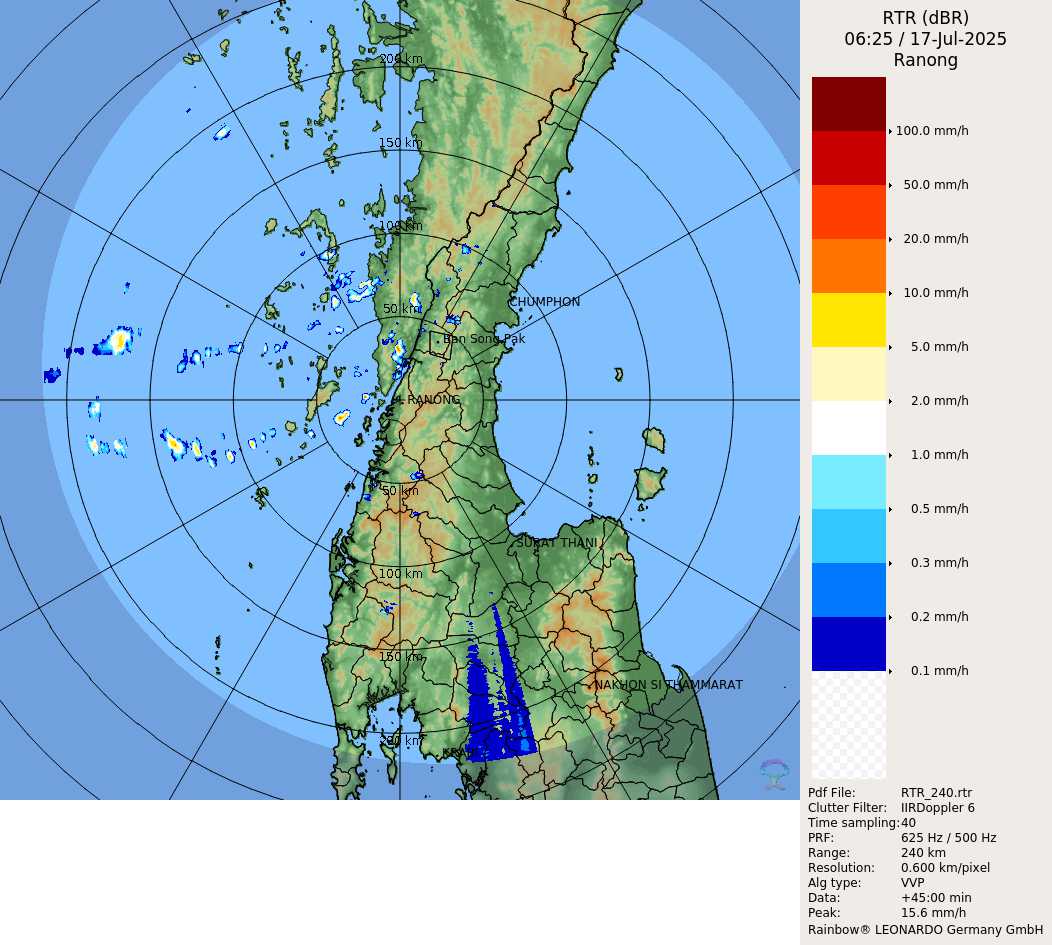 RTR (dBR)
06:25 / 17-Jul-2025
Ranong
200 km
150 km
100 km
50 km
CHUMPHON
Ban Song Pak
RANONG
50 km
SURAT THANI
100 km
150 km
NAKHON SI THAMMARAT
200 km
100.0 mm/h
50.0 mm/h
20.0 mm/h
10.0 mm/h
5.0 mm/h
2.0 mm/h
1.0 mm/h
0.5 mm/h
0.3 mm/h
0.2 mm/h
0.1 mm/h
Pdf File: RTR_240.rtr
Clutter Filter: IIRDoppler 6
Time sampling:40
PRF: 625 Hz / 500 Hz
Range: 240 km
Resolution: 0.600 km/pixel
Alg type: VVP
Data: +45:00 min
Peak: 15.6 mm/h
Rainbow® LEONARDO Germany GmbH